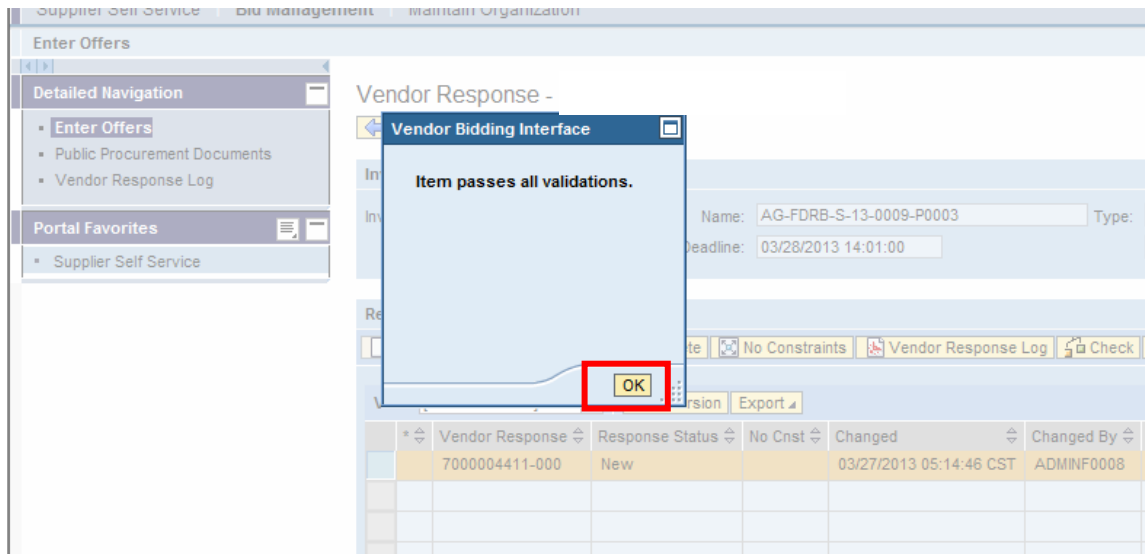 Supplier Self Service Bid Management Maintain Organization
Enter Offers
Detailed Navigation
Enter Offers
Public Procurement Documents
Vendor Response Log
Portal Favorites
Supplier Self Service
Vendor Response -
Vendor Bidding Interface
Item passes all validations.
OK
Name: AG-FDRB-S-13-0009-P0003 Type:
Deadline: 03/28/2013 14:01:00
No Constraints Vendor Response Log Check
Export
* Vendor Response Response Status No Cnst Changed Changed By
7000004411-000 New 03/27/2013 05:14:46 CST ADMINF0008